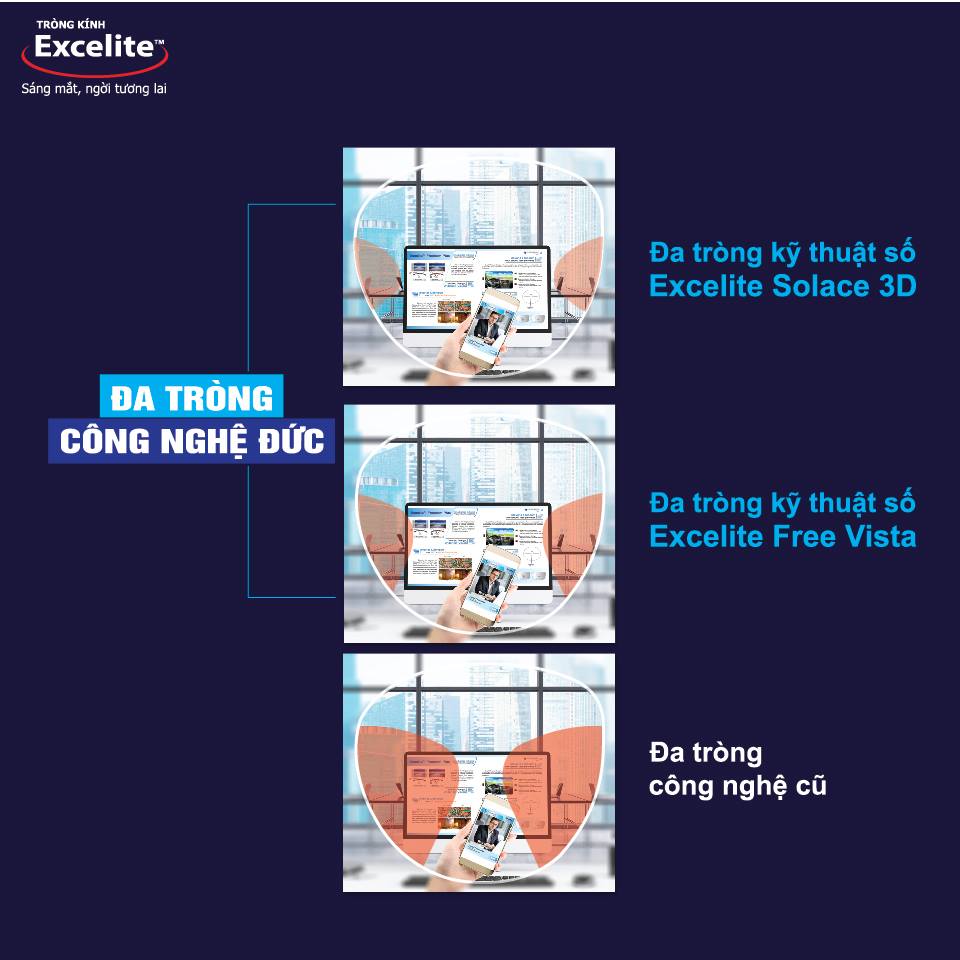 TRÒNG KÍNH
Excelite™
Sáng mắt, ngời tương lai
Đa tròng kỹ thuật số
Excelite Solace 3D
ĐA TRÒNG
CÔNG NGHỆ ĐỨC
Đa tròng kỹ thuật số
Excelite Free Vista
Đa tròng
công nghệ cũ